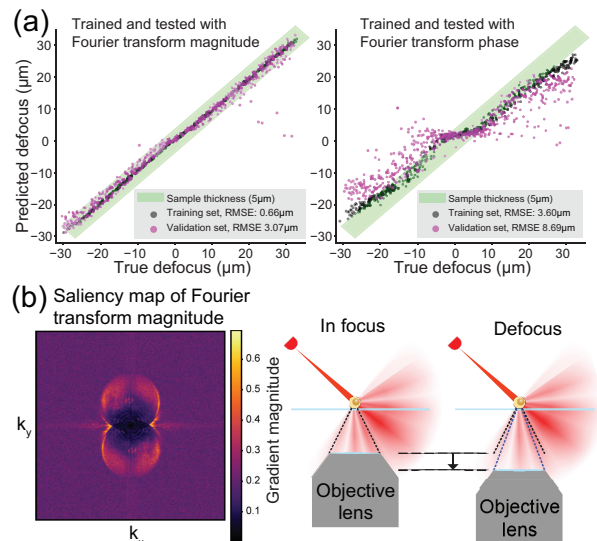 (a)
Trained and tested with
Fourier transform magnitude
Trained and tested with
Fourier transform phase
Predicted defocus (μm)
30
20
10
0
−10
−20
−30
Sample thickness (5μm)
Training set, RMSE: 0.66μm
Validation set, RMSE 3.07μm
−30 −20 −10 0 10 20 30
True defocus (μm)
30
20
10
0
−10
−20
−30
Sample thickness (5μm)
Training set, RMSE: 3.60μm
Validation set, RMSE 8.69μm
−30 −20 −10 0 10 20 30
True defocus (μm)
(b) Saliency map of Fourier
transform magnitude
ky
k
0.6
0.5
0.4
0.3
0.2
0.1
Gradient magnitude
In focus
Defocus
Objective
lens
Objective
lens